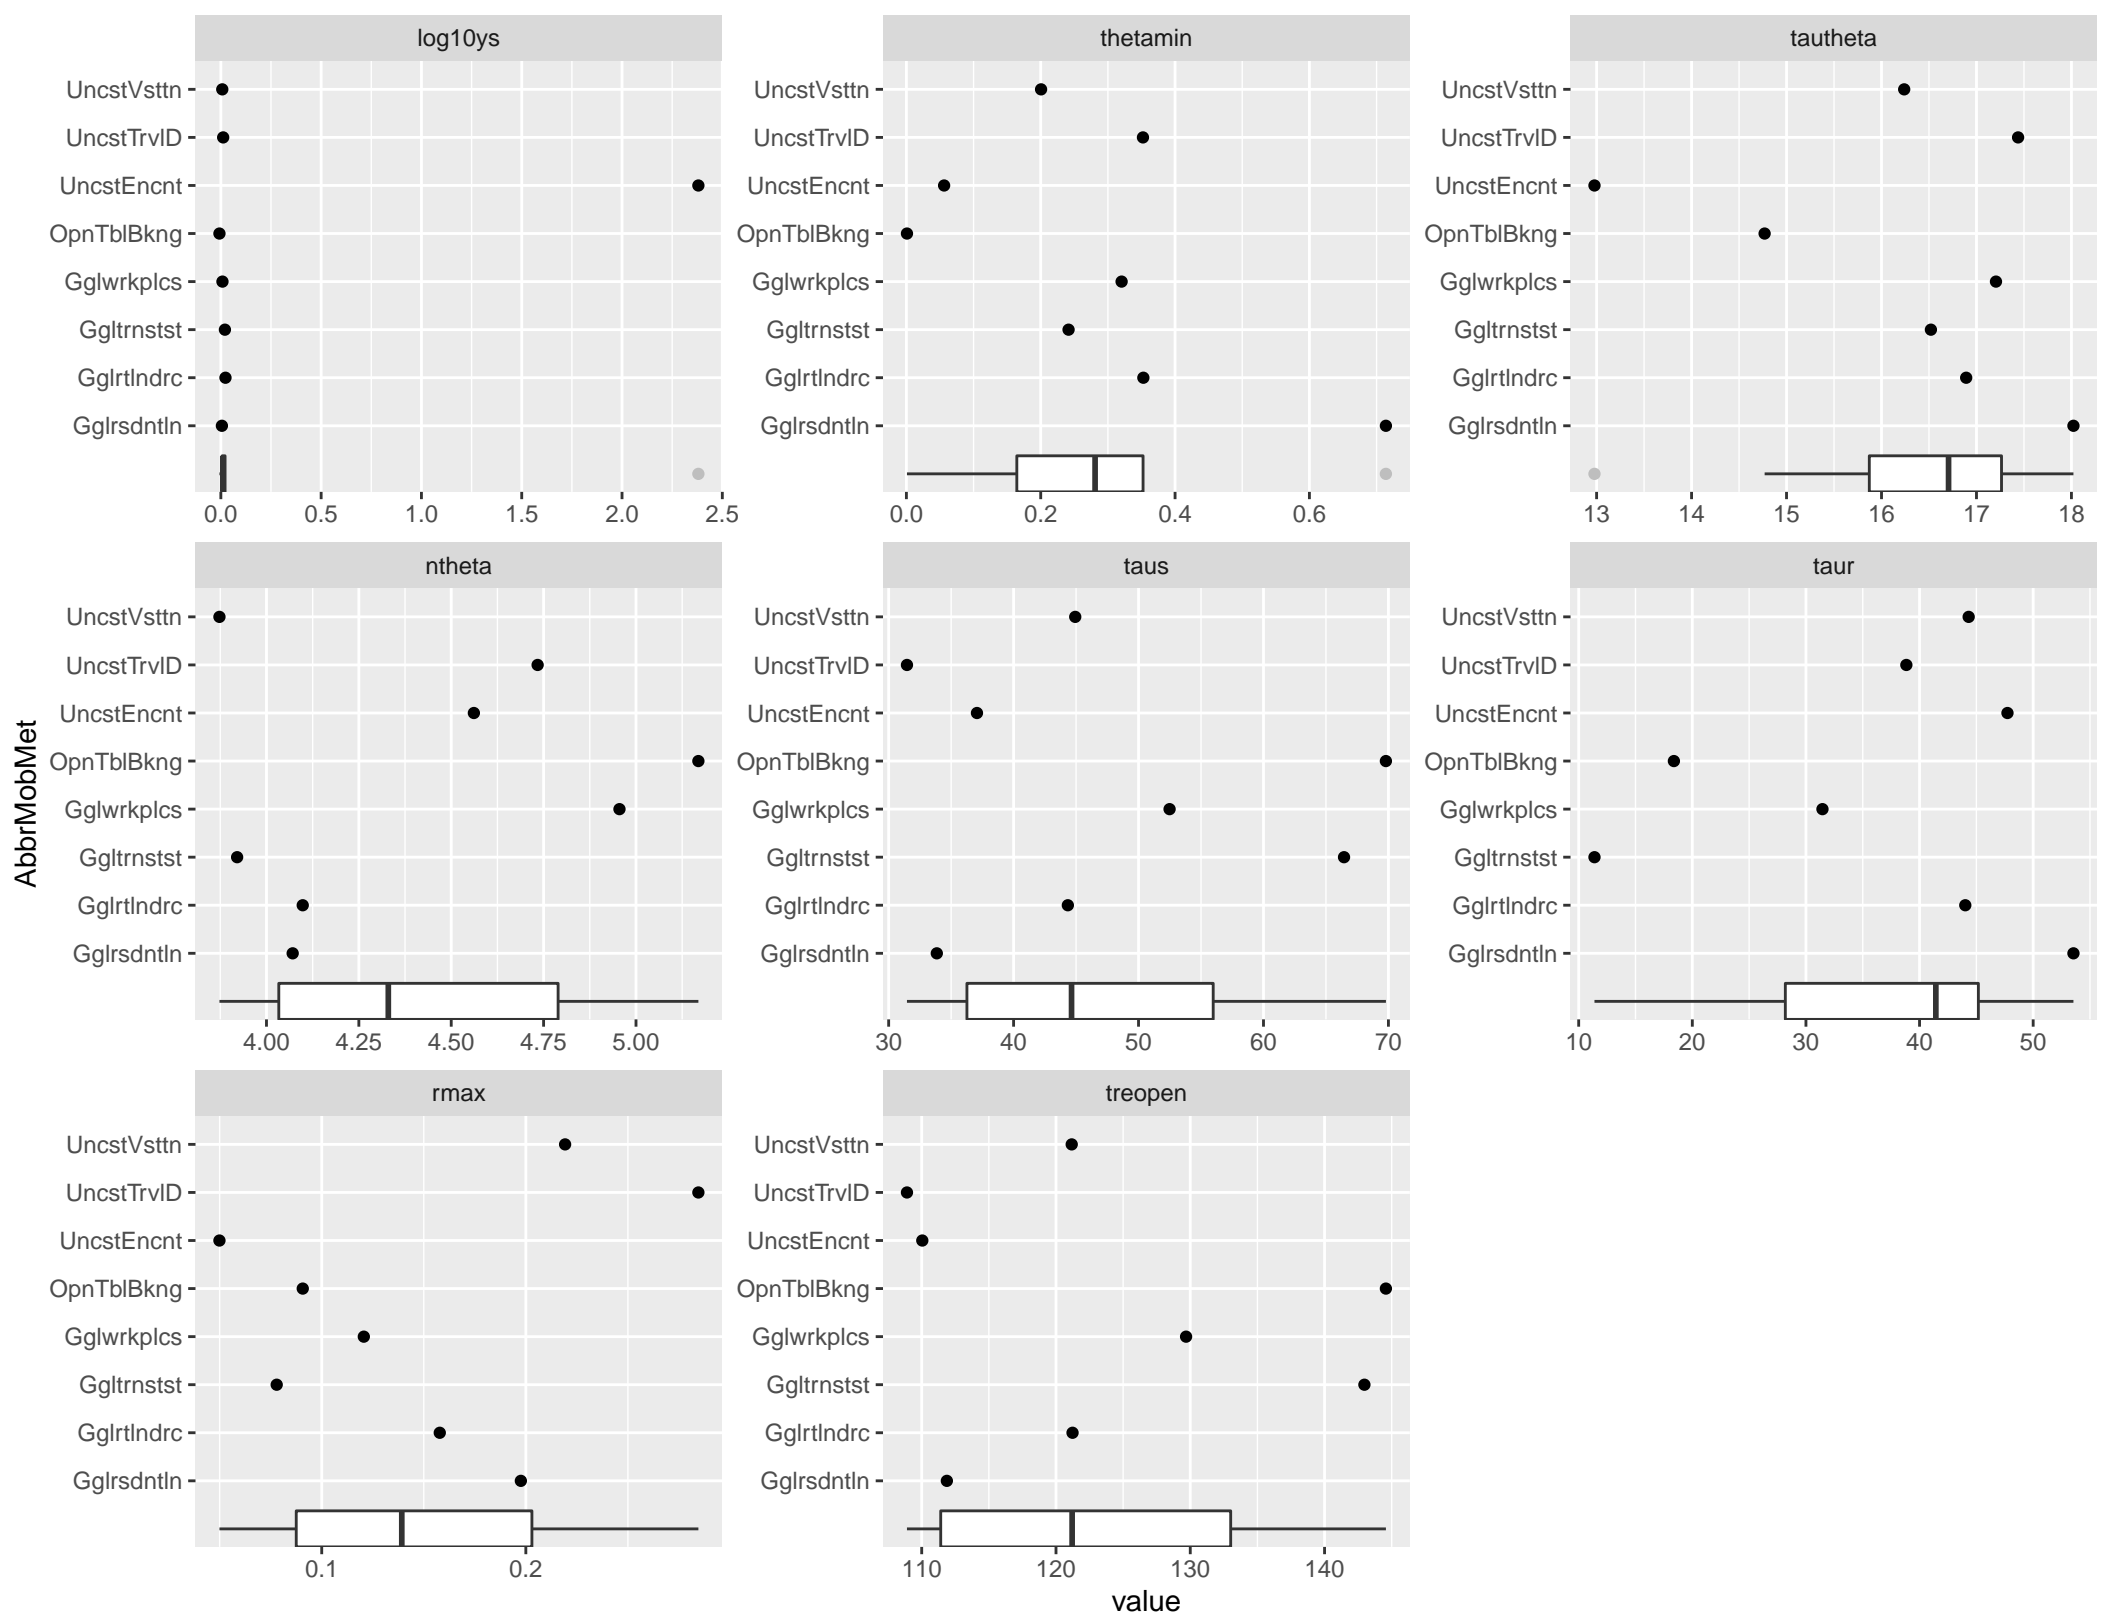 log10ys thetamin tautheta
UncstVsttn UncstVsttn UncstVsttn
UncstTrvlD UncstTrvlD UncstTrvlD
UncstEncnt UncstEncnt UncstEncnt
OpnTblBkng OpnTblBkng OpnTblBkng
Gglwrkplcs Gglwrkplcs Gglwrkplcs
Ggltrnstst Ggltrnstst Ggltrnstst
Gglrtlndrc Gglrtlndrc Gglrtlndrc
Gglrsdntln Gglrsdntln Gglrsdntln
0.0 0.5 1.0 1.5 2.0 2.5 0.0 0.2 0.4 0.6 13 14 15 16 17 18
ntheta taus taur
UncstVsttn UncstVsttn UncstVsttn
UncstTrvlD UncstTrvlD UncstTrvlD
UncstEncnt UncstEncnt UncstEncnt
OpnTblBkng OpnTblBkng OpnTblBkng
Gglwrkplcs Gglwrkplcs Gglwrkplcs
Ggltrnstst Ggltrnstst Ggltrnstst
Gglrtlndrc Gglrtlndrc Gglrtlndrc
Gglrsdntln Gglrsdntln Gglrsdntln
4.00 4.25 4.50 4.75 5.00 30 40 50 60 70 10 20 30 40 50
AbbrMobMet
rmax treopen
UncstVsttn UncstVsttn
UncstTrvlD UncstTrvlD
UncstEncnt UncstEncnt
OpnTblBkng OpnTblBkng
Gglwrkplcs Gglwrkplcs
Ggltrnstst Ggltrnstst
Gglrtlndrc Gglrtlndrc
Gglrsdntln Gglrsdntln
0.1 0.2 110 120 130 140
value